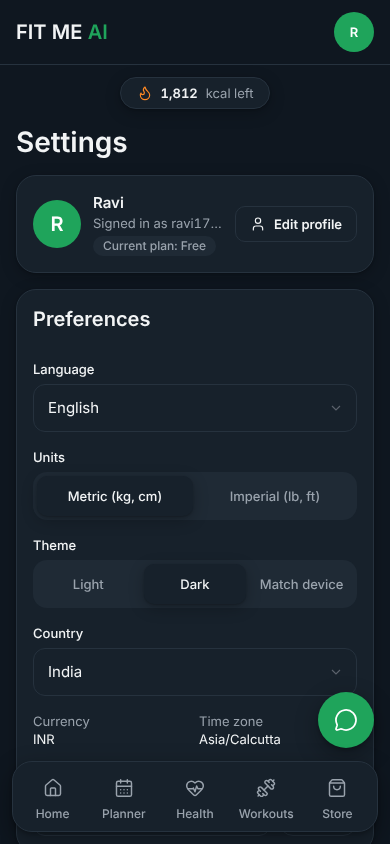 FIT ME AI
R
1,812 kcal left
Settings
R
Ravi
Signed in as ravi17...
Current plan: Free
Edit profile
Preferences
Language
English
Units
Metric (kg, cm)
Imperial (lb, ft)
Theme
Light
Dark
Match device
Country
India
Currency
Time zone
INR
Asia/Calcutta
Home
Planner
Health
Workouts
Store